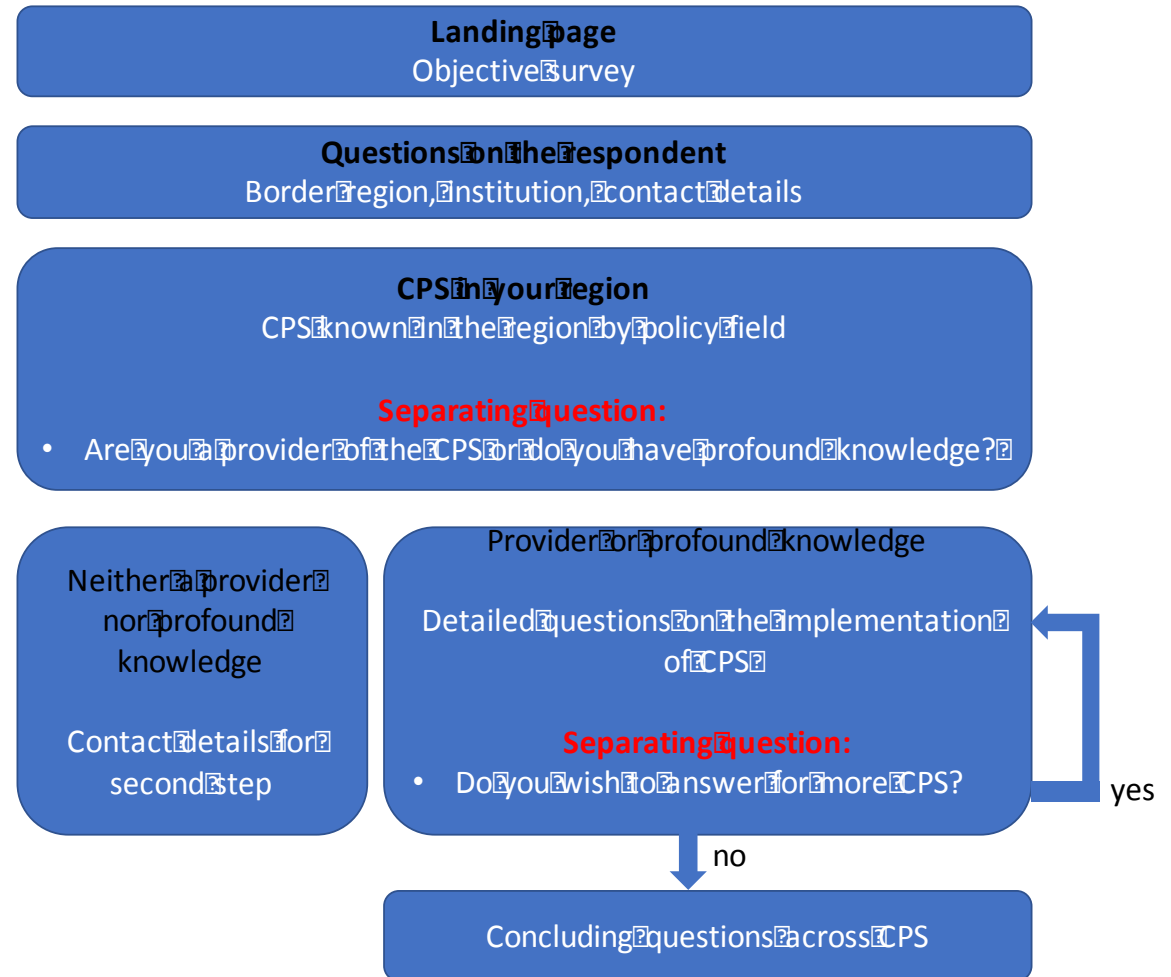 Landing page
Objective survey
Questions on the respondent
Border region, institution, contact details
CPS in your region
CPS known in the region by policy field
Separating question:
• Are you a provider of the CPS or do you have profound knowledge?
Neither a provider
nor profound
knowledge
Contact details for
second step
Provider or profound knowledge
Detailed questions on the implementation
of CPS
Separating question:
• Do you wish to answer for more CPS?
yes
no
Concluding questions across CPS